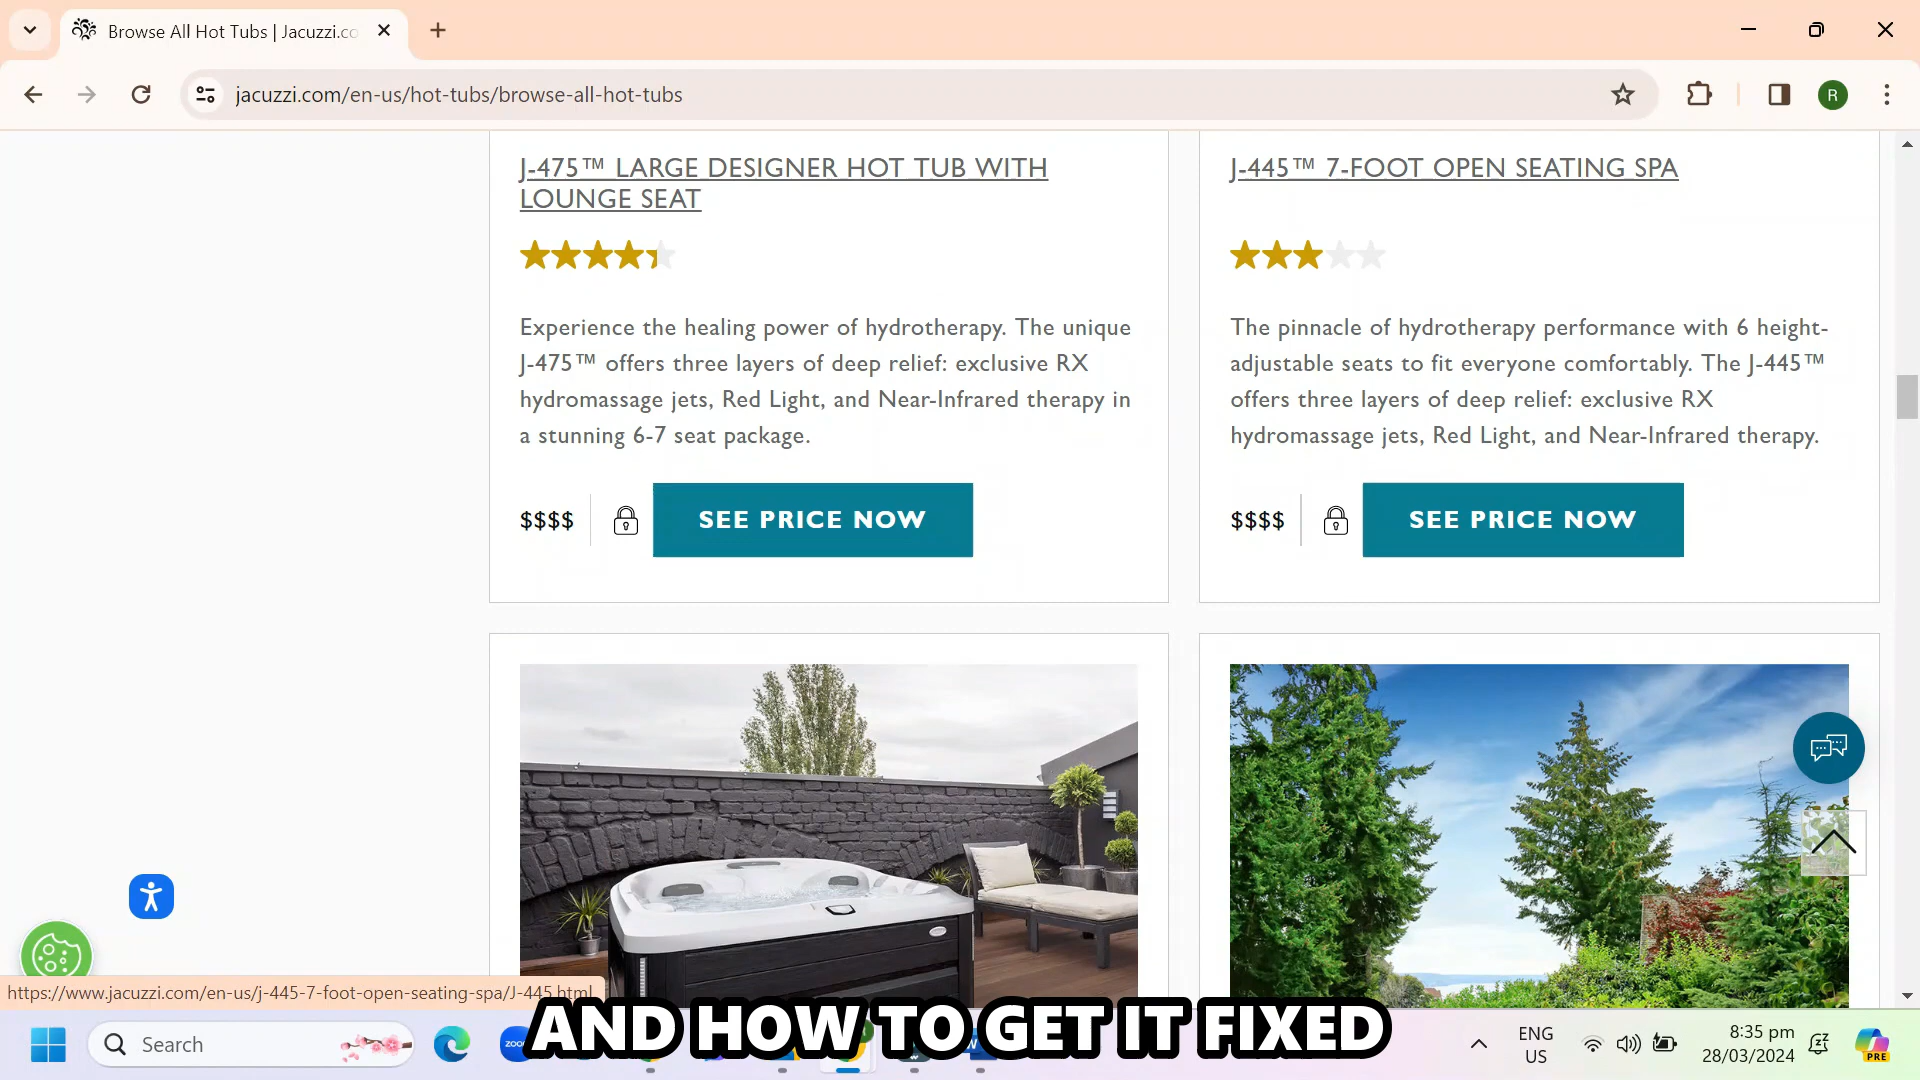 Browse All Hot Tubs | Jacuzzi.co
jacuzzi.com/en-us/hot-tubs/browse-all-hot-tubs
R
J-475™ LARGE DESIGNER HOT TUB WITH
LOUNGE SEAT
Experience the healing power of hydrotherapy. The unique
J-475™ offers three layers of deep relief: exclusive RX
hydromassage jets, Red Light, and Near-Infrared therapy in
a stunning 6-7 seat package.
$$$$
SEE PRICE NOW
J-445™ 7-FOOT OPEN SEATING SPA
The pinnacle of hydrotherapy performance with 6 height-
adjustable seats to fit everyone comfortably. The J-445™
offers three layers of deep relief: exclusive RX
hydromassage jets, Red Light, and Near-Infrared therapy.
$$$$
SEE PRICE NOW
https://www.jacuzzi.com/en-us/j-445-7-foot-open-seating-spa/J-445.html
AND HOW TO GET IT FIXED
Search
ENG
US
8:35 pm
28/03/2024
PRE